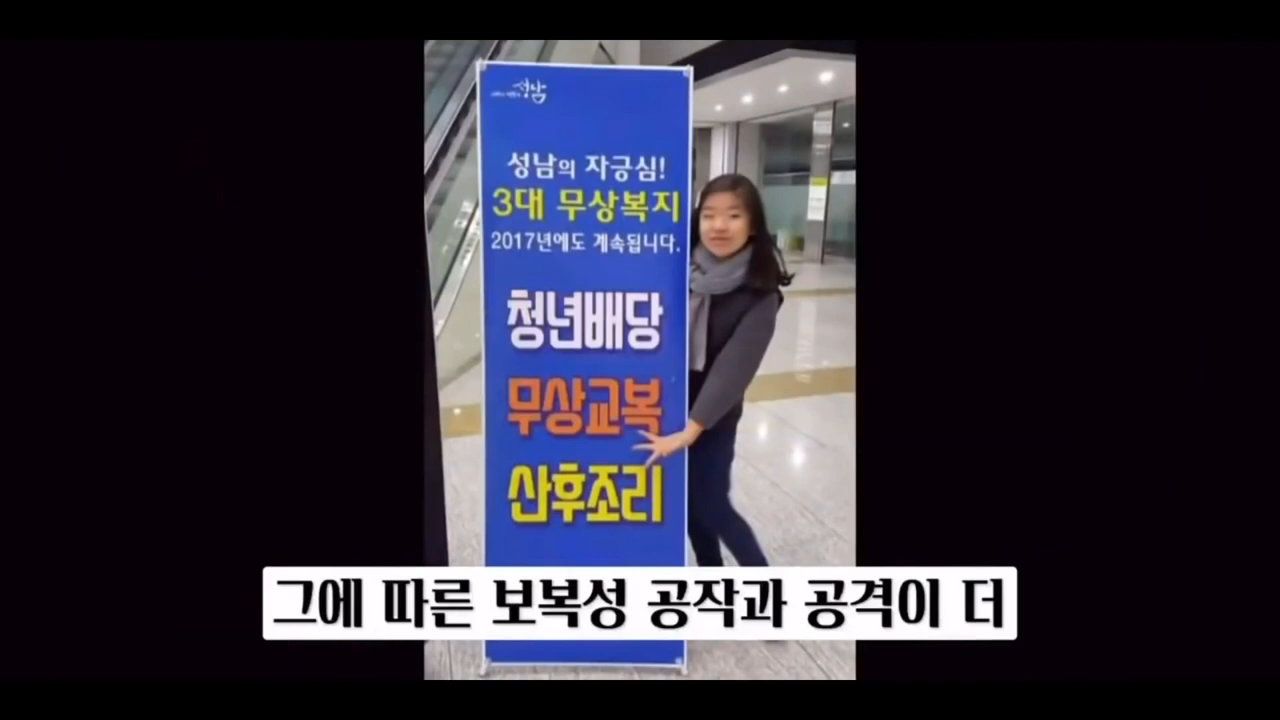 성남
성남의 자긍심!
3대 무상복지
2017년에도 계속됩니다.
청년배당
무상교복
산후조리
그에 따른 보복성 공작과 공격이 더